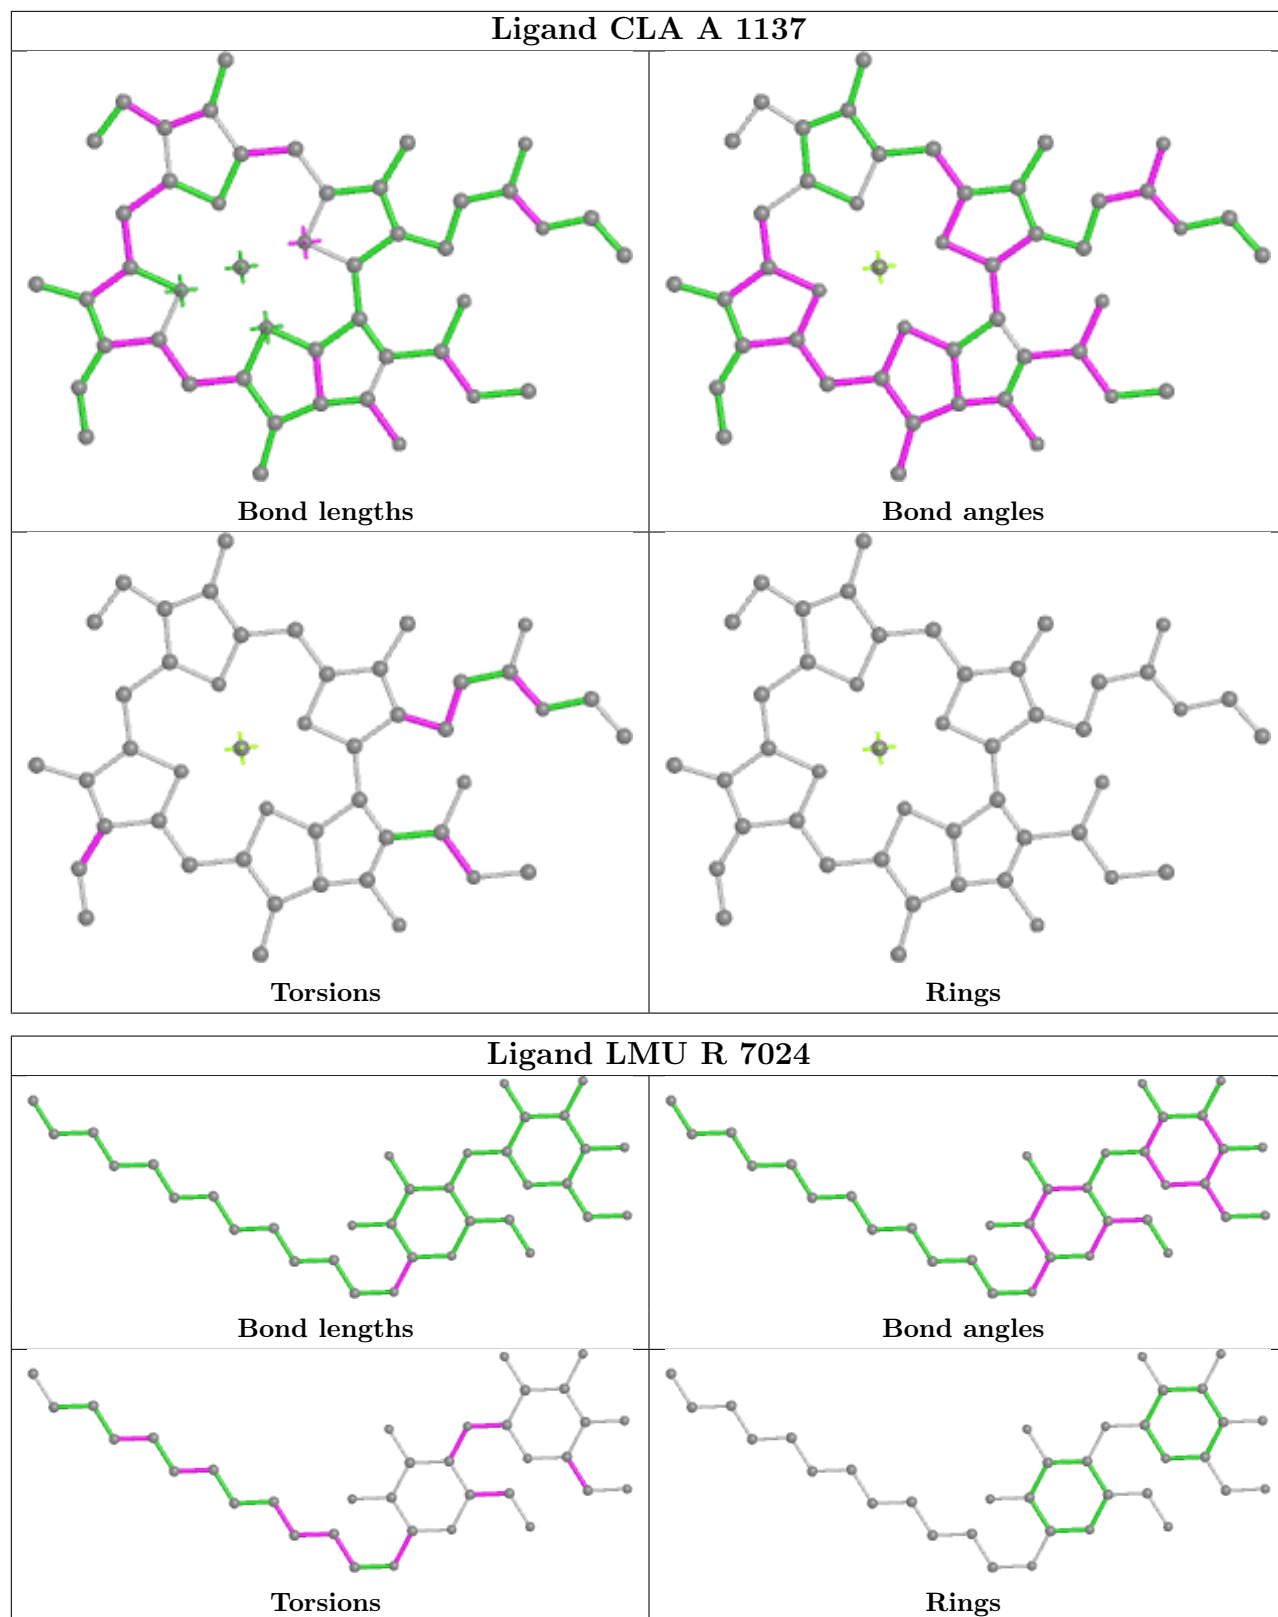 Ligand CLA A 1137
Bond lengths
Bond angles
Torsions
Rings
Ligand LMU R 7024
Bond lengths
Bond angles
Torsions
Rings